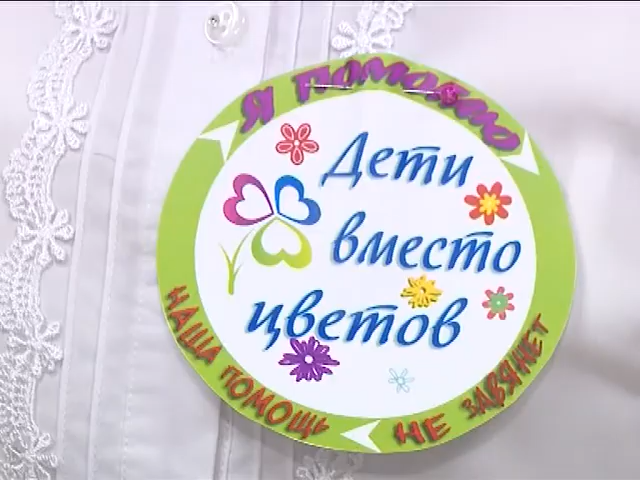 Я ПОМОГАЮ
Дети
вместо
цветов
НАША ПОМОЩЬ
НЕ ЗАВЯНЕТ